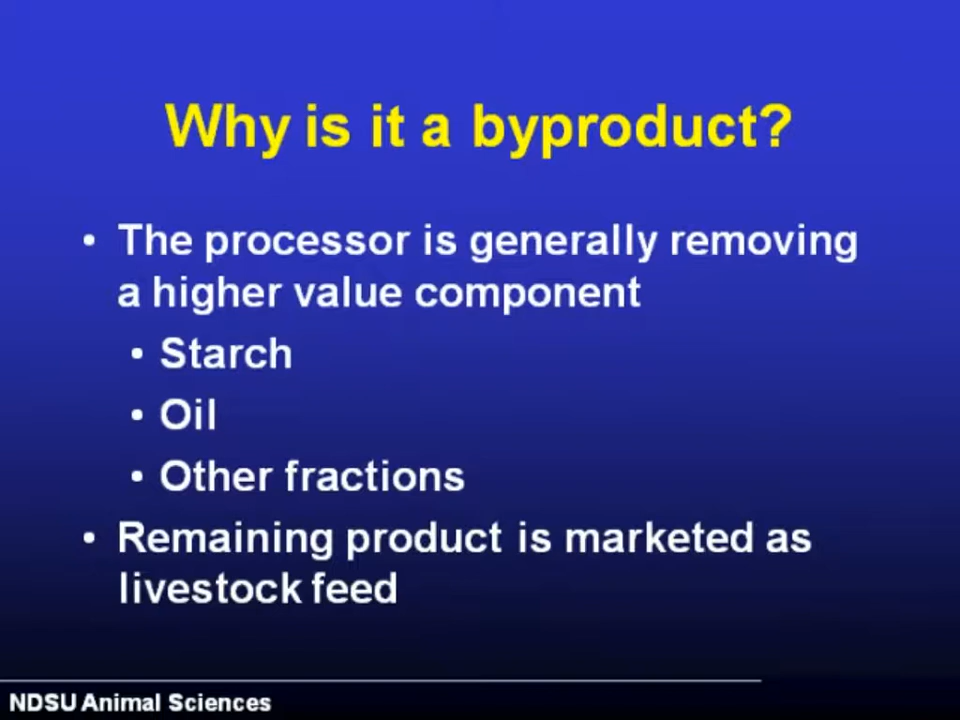 Why is it a byproduct?
• The processor is generally removing
a higher value component
• Starch
• Oil
• Other fractions
• Remaining product is marketed as
livestock feed
NDSU Animal Sciences